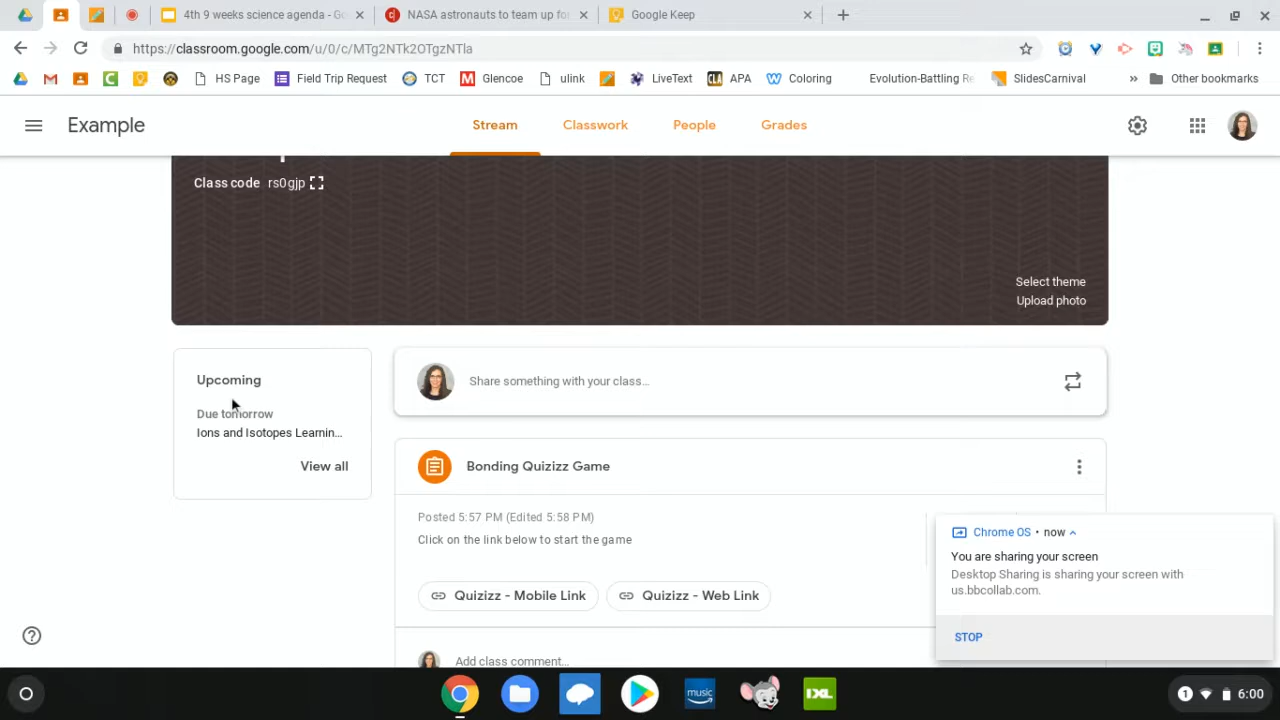 4th 9 weeks science agenda - Go
NASA astronauts to team up for
Google Keep
https://classroom.google.com/u/0/c/MTg2NTk2OTgzNTla
HS Page
Field Trip Request
TCT
Glencoe
ulink
LiveText
APA
Coloring
Evolution-Battling Re
SlidesCarnival
»
Other bookmarks
Example
Stream
Classwork
People
Grades
Class code rs0gjp
Select theme
Upload photo
Upcoming
Due tomorrow
Ions and Isotopes Learnin...
View all
Share something with your class...
Bonding Quizizz Game
Posted 5:57 PM (Edited 5:58 PM)
Click on the link below to start the game
Quizizz - Mobile Link
Quizizz - Web Link
Add class comment...
Chrome OS • now
You are sharing your screen
Desktop Sharing is sharing your screen with
us.bbcollab.com.
STOP
music
IXL
1
6:00